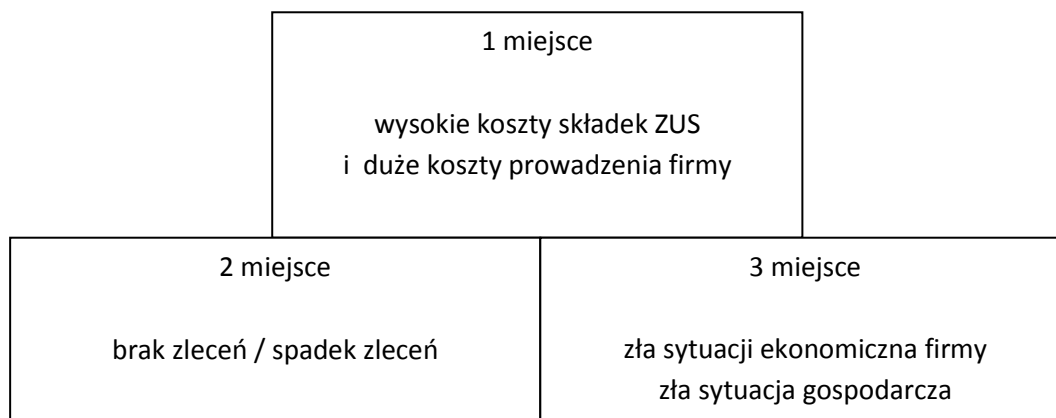 1 miejsce
wysokie koszty składek ZUS
i duże koszty prowadzenia firmy
2 miejsce
brak zleceń / spadek zleceń
3 miejsce
zła sytuacji ekonomiczna firmy
zła sytuacja gospodarcza